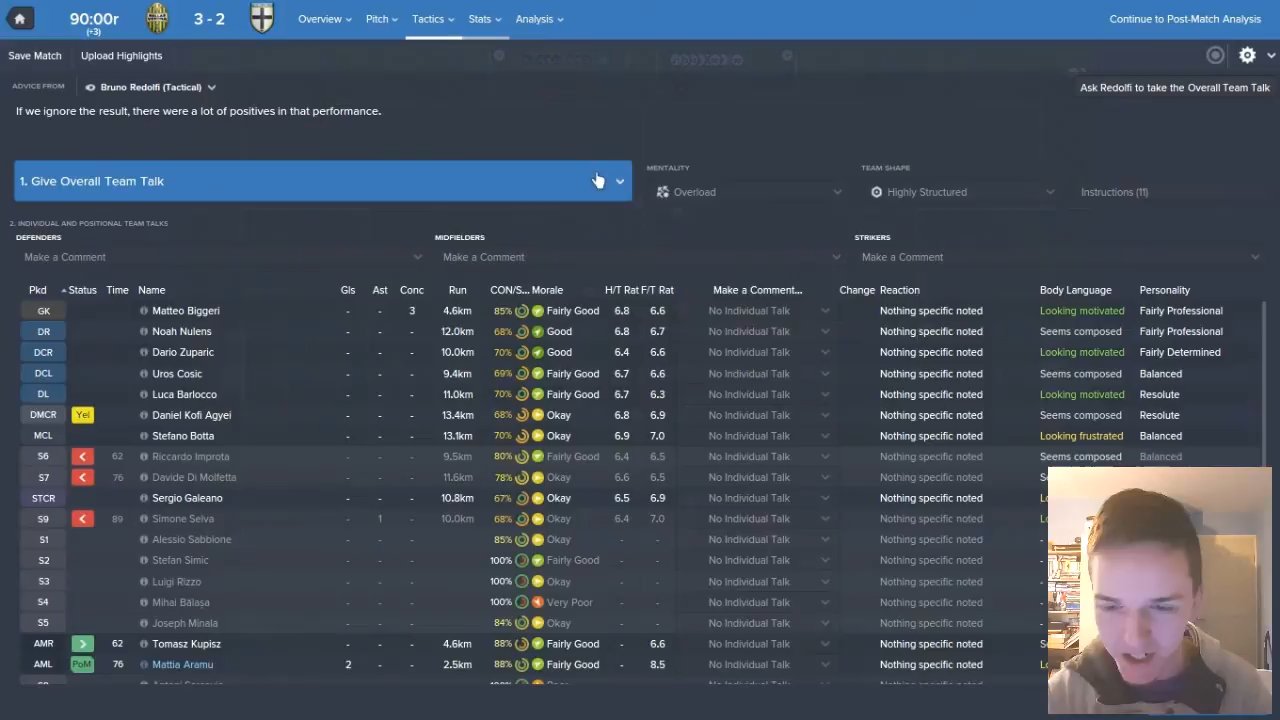 90:00r
(+3)
3 - 2
Overview
Pitch
Tactics
Stats
Analysis
Continue to Post-Match Analysis
Save Match
Upload Highlights
ADVICE FROM
Bruno Redolfi (Tactical)
Ask Redolfi to take the Overall Team Talk
If we ignore the result, there were a lot of positives in that performance.
1. Give Overall Team Talk
MENTALITY
Overload
TEAM SHAPE
Highly Structured
Instructions (11)
2. INDIVIDUAL AND POSITIONAL TEAM TALKS
DEFENDERS MIDFIELDERS STRIKERS
Make a Comment Make a Comment Make a Comment
Pkd Status Time Name Gls Ast Conc Run CON/S... Morale H/T Rat F/T Rat Make a Comment... Change Reaction Body Language Personality
GK Matteo Biggeri - - 3 4.6km 85% Fairly Good 6.8 6.6 No Individual Talk Nothing specific noted Looking motivated Fairly Professional
DR Noah Nulens - - - 12.0km 68% Good 6.8 6.7 No Individual Talk Nothing specific noted Seems composed Fairly Professional
DCR Dario Zuparic - - - 10.0km 70% Good 6.4 6.6 No Individual Talk Nothing specific noted Looking motivated Fairly Determined
DCL Uros Cosic - - - 9.4km 69% Fairly Good 6.7 6.6 No Individual Talk Nothing specific noted Seems composed Balanced
DL Luca Barlocco - - - 11.0km 70% Fairly Good 6.7 6.3 No Individual Talk Nothing specific noted Looking motivated Resolute
DMCR Yel Daniel Kofi Agyei - - - 13.4km 68% Okay 6.8 6.9 No Individual Talk Nothing specific noted Seems composed Resolute
MCL Stefano Botta - - - 13.1km 70% Okay 6.9 7.0 No Individual Talk Nothing specific noted Looking frustrated Balanced
S6 62 Riccardo Improta - - - 9.5km 80% Fairly Good 6.4 6.5 No Individual Talk Nothing specific noted Seems composed Balanced
S7 76 Davide Di Molfetta - - - 11.6km 78% Okay 6.6 6.5 No Individual Talk Nothing specific noted
STCR Sergio Galeano - - - 10.8km 67% Okay 6.5 6.9 No Individual Talk Nothing specific noted
S9 89 Simone Selva - 1 - 10.0km 68% Okay 6.4 7.0 No Individual Talk Nothing specific noted
S1 Alessio Sabbione - - - - 85% Okay - - No Individual Talk Nothing specific noted -
S2 Stefan Simic - - - - 100% Fairly Good - - No Individual Talk Nothing specific noted -
S3 Luigi Rizzo - - - - 100% Okay - - No Individual Talk Nothing specific noted -
S4 Mihai Bălașa - - - - 100% Very Poor - - No Individual Talk Nothing specific noted -
S5 Joseph Minala - - - - 84% Okay - - No Individual Talk Nothing specific noted -
AMR 62 Tomasz Kupisz - - - 4.6km 88% Fairly Good - 6.6 No Individual Talk Nothing specific noted
AML PoM 76 Mattia Aramu 2 - - 2.5km 88% Fairly Good - 8.5 No Individual Talk Nothing specific noted